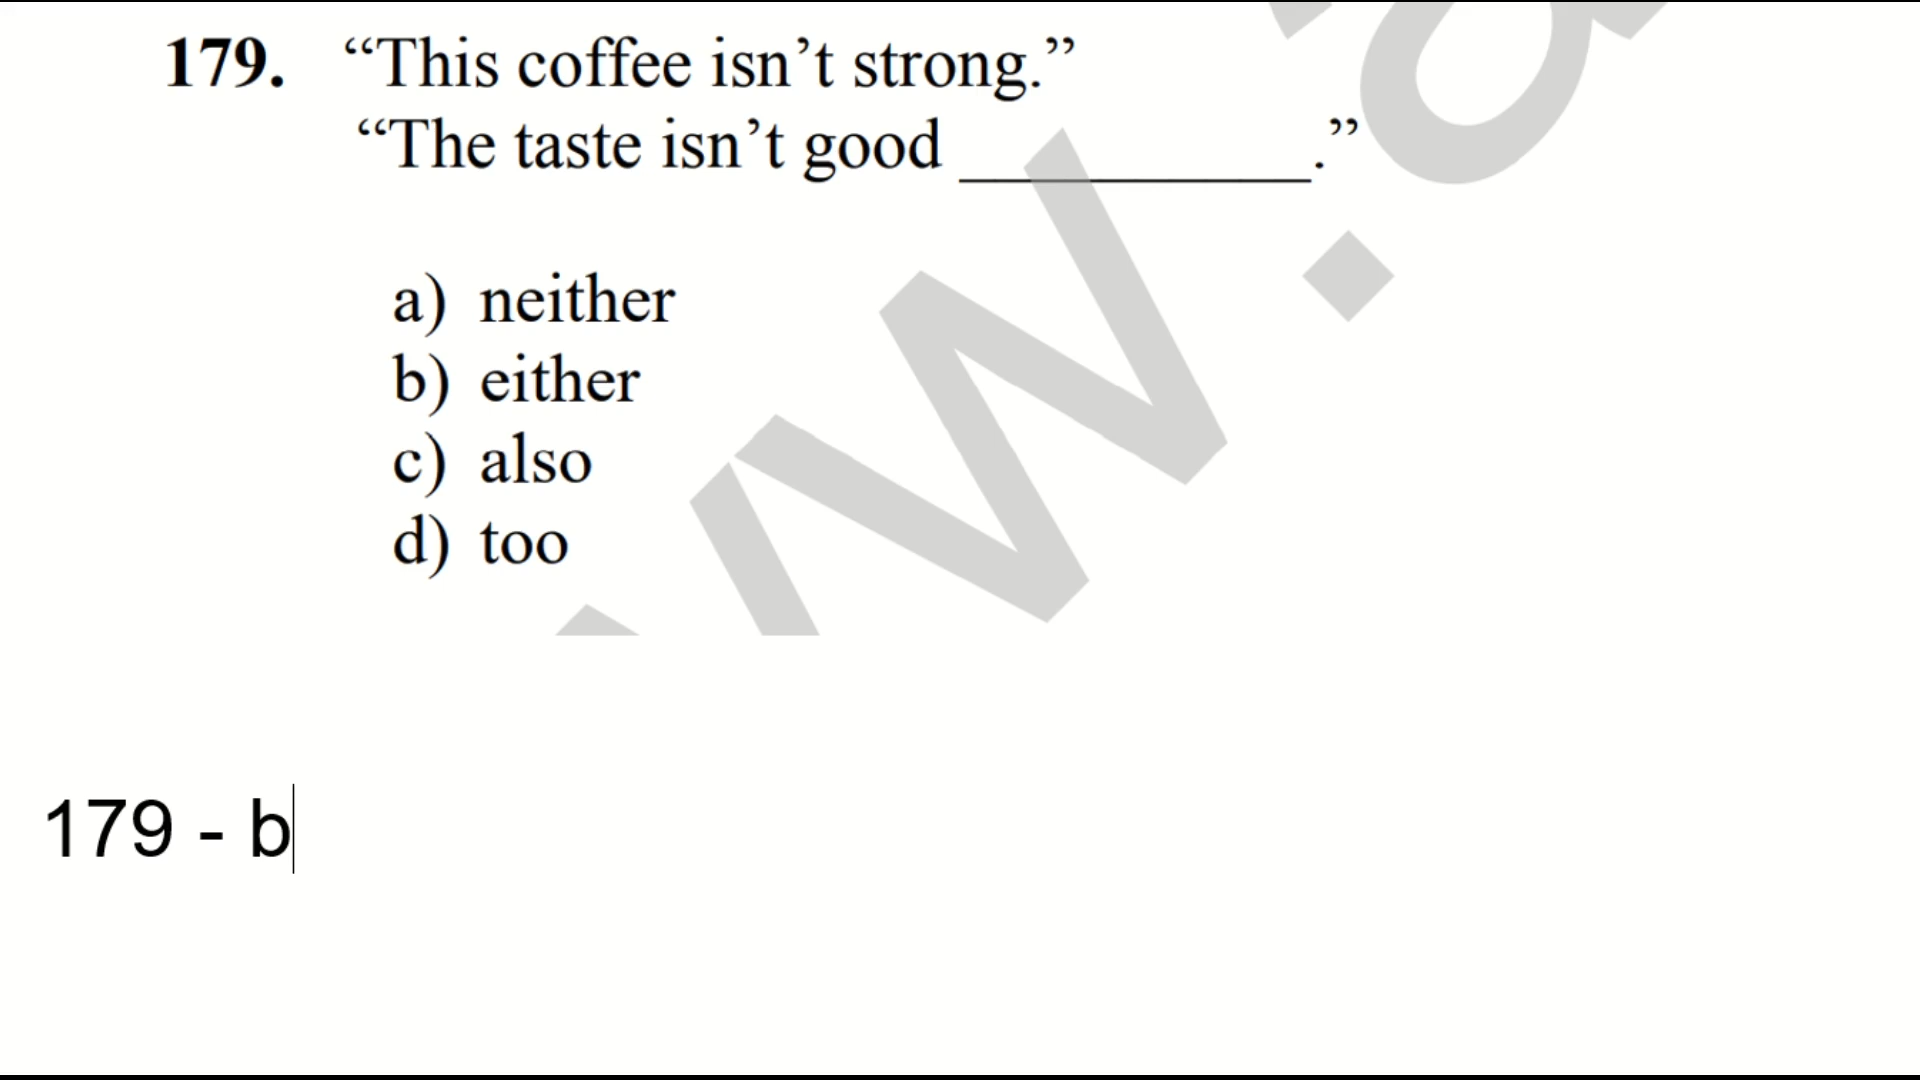 179. “This coffee isn’t strong.”
“The taste isn’t good __________.”
a) neither
b) either
c) also
d) too
179 - b